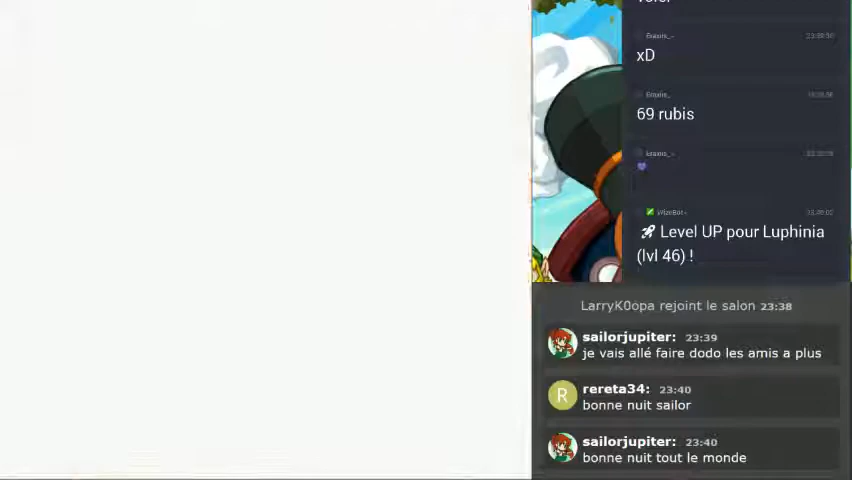 xD
69 rubis
WizeBot
🚀 Level UP pour Luphinia
(lvl 46) !
LarryK0opa rejoint le salon 23:38
sailorjupiter: 23:39
je vais allé faire dodo les amis a plus
R
rereta34: 23:40
bonne nuit sailor
sailorjupiter: 23:40
bonne nuit tout le monde